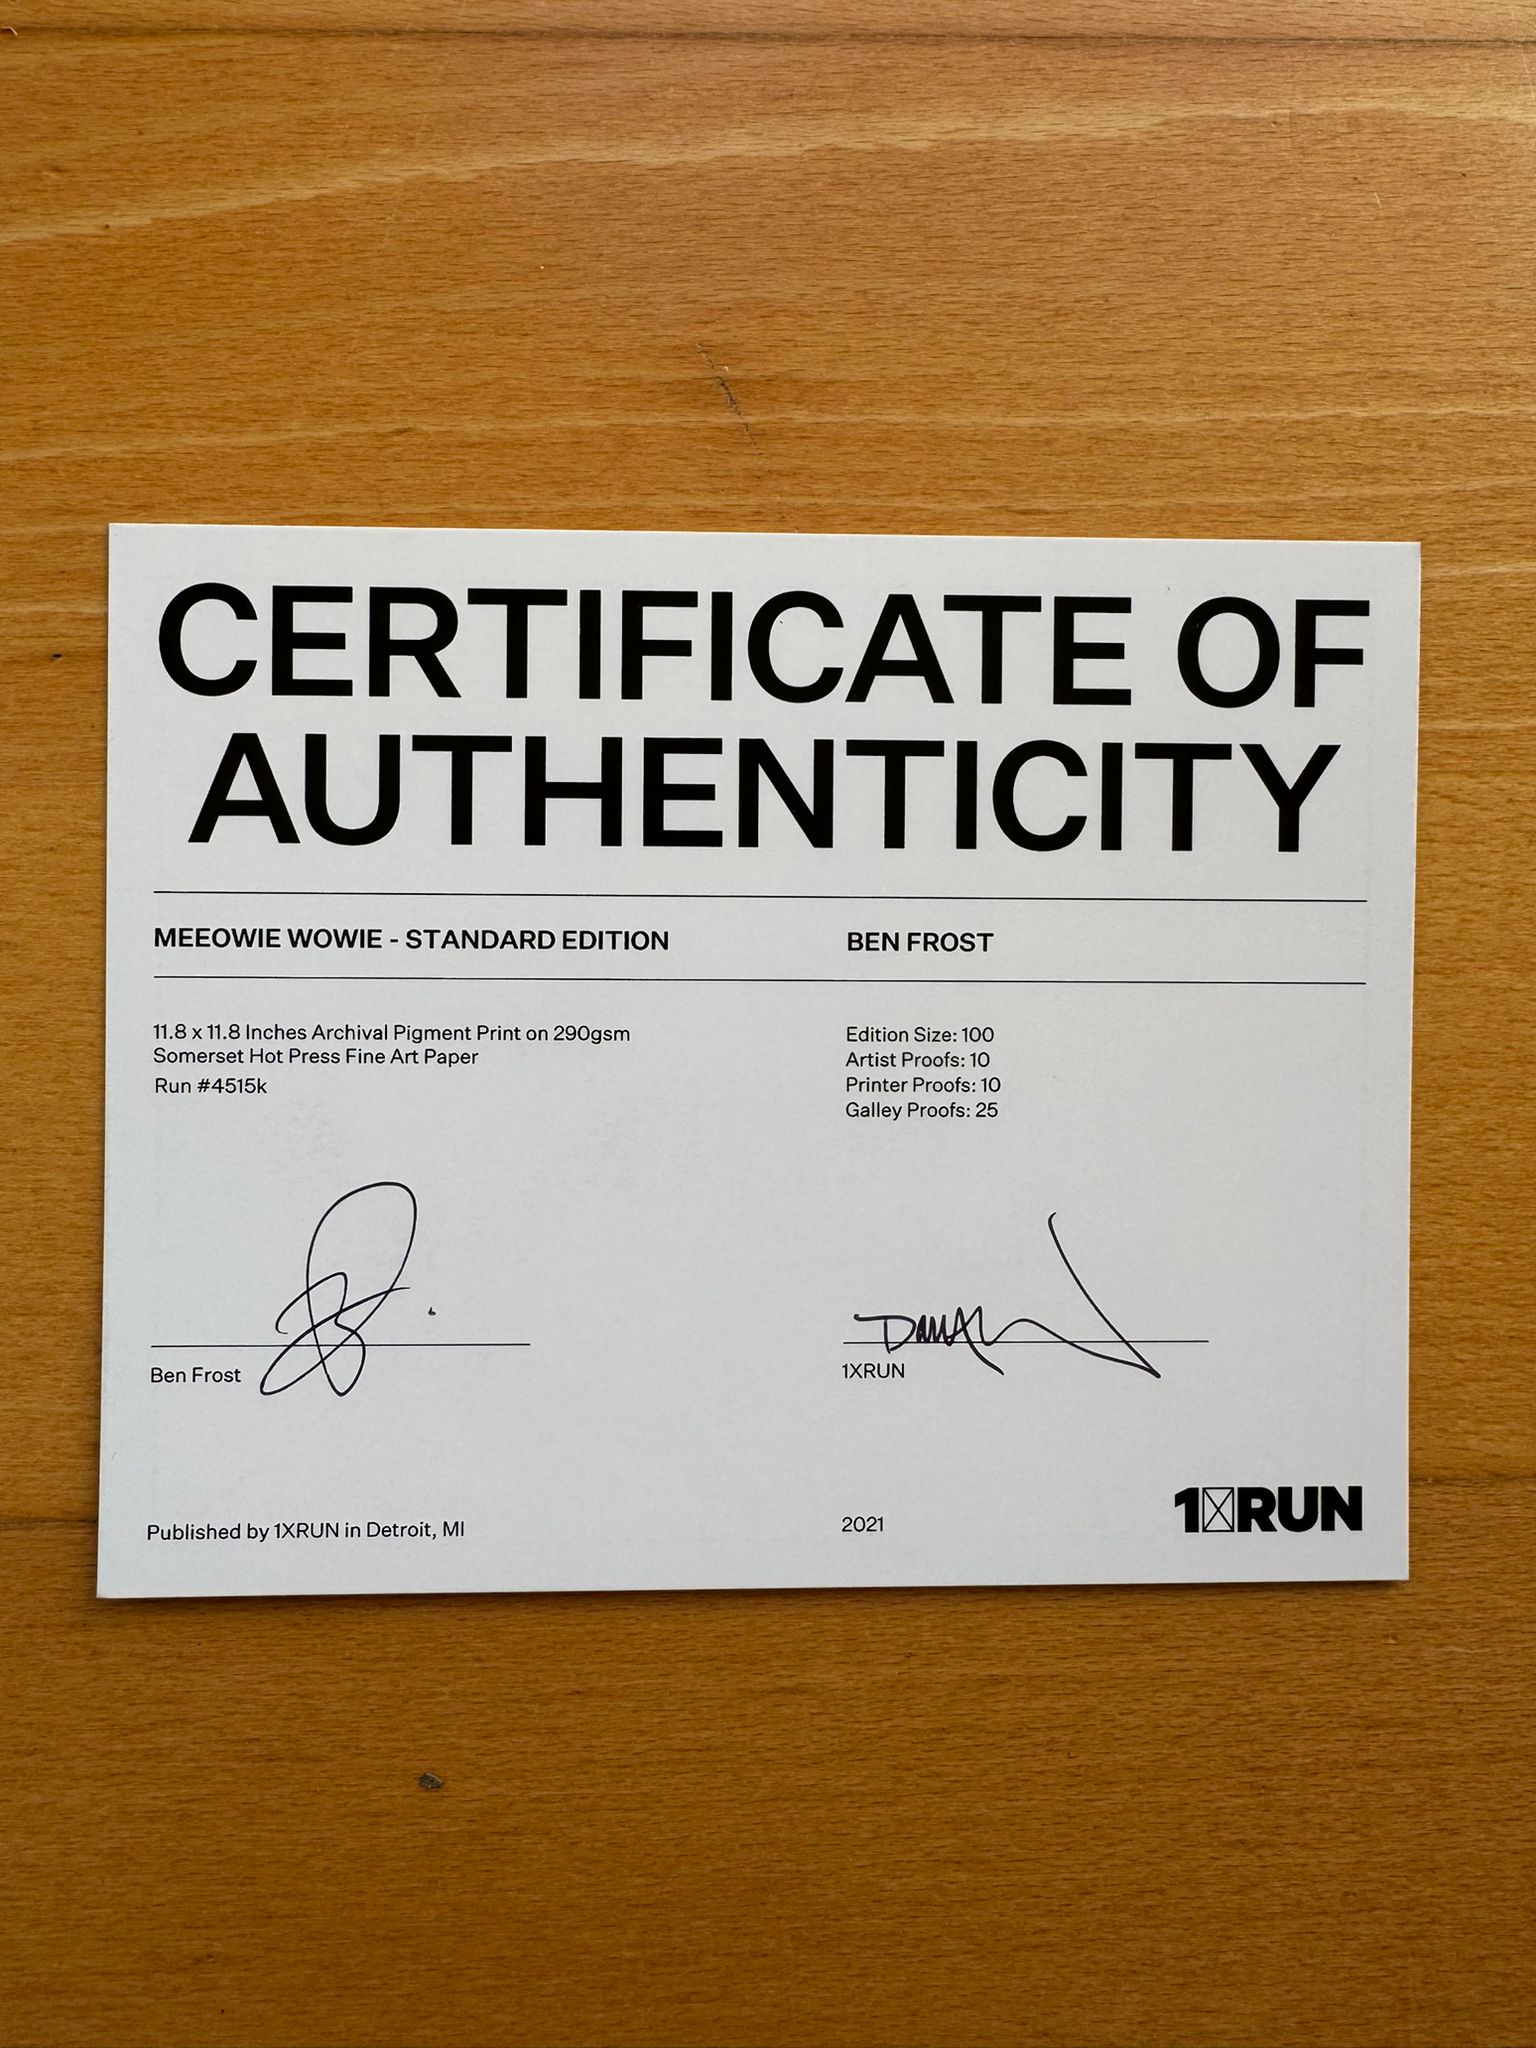 CERTIFICATE OF
AUTHENTICITY
MEEOWIE WOWIE - STANDARD EDITION
BEN FROST
11.8 x 11.8 Inches Archival Pigment Print on 290gsm
Somerset Hot Press Fine Art Paper
Run #4515k
Edition Size: 100
Artist Proofs: 10
Printer Proofs: 10
Galley Proofs: 25
Ben Frost
1XRUN
Published by 1XRUN in Detroit, MI
2021
1XRUN